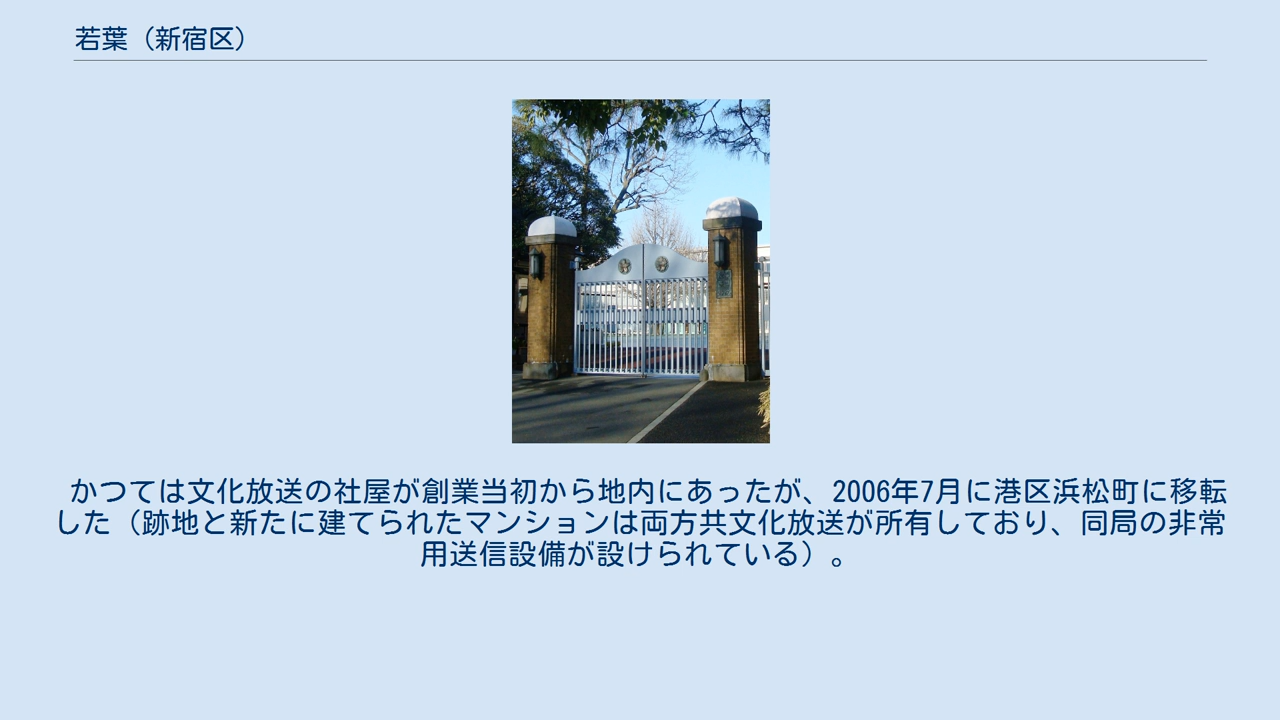 若葉（新宿区）
かつては文化放送の社屋が創業当初から地内にあったが、2006年7月に港区浜松町に移転
した（跡地と新たに建てられたマンションは両方共文化放送が所有しており、同局の非常
用送信設備が設けられている）。